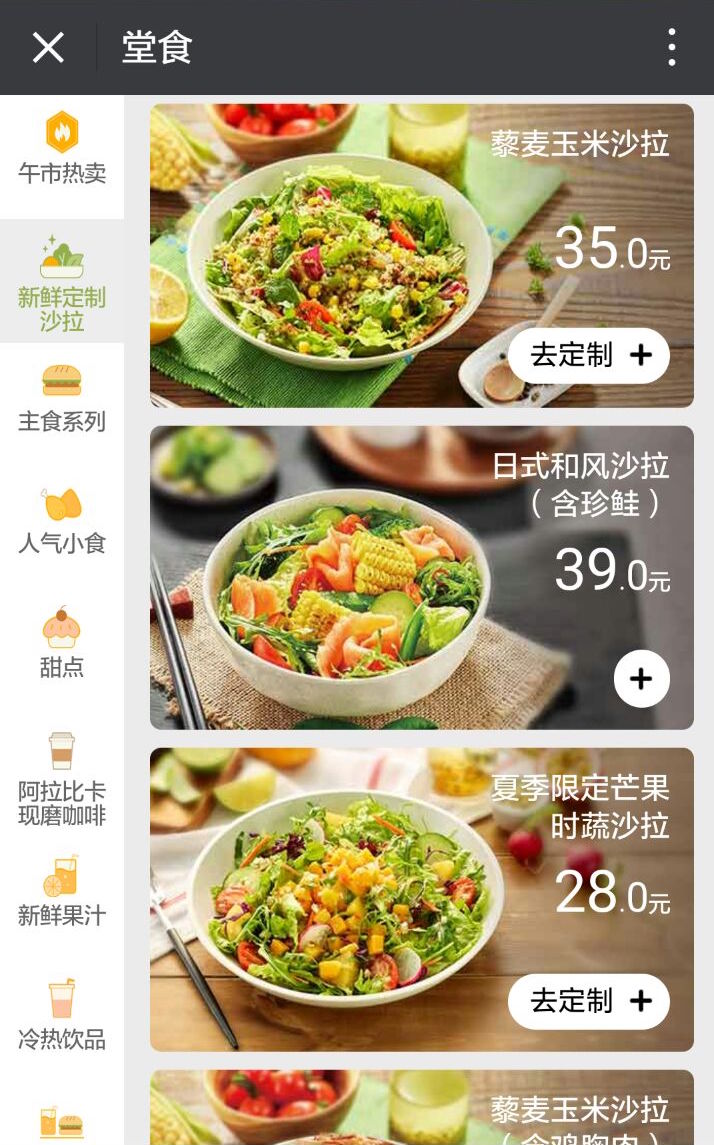 堂食
午市热卖
新鲜定制
沙拉
主食系列
人气小食
甜点
阿拉比卡
现磨咖啡
新鲜果汁
冷热饮品
藜麦玉米沙拉
35.0元
去定制 +
日式和风沙拉
（含珍鲑）
39.0元
+
夏季限定芒果
时蔬沙拉
28.0元
去定制 +
藜麦玉米沙拉
（含鸡胸肉